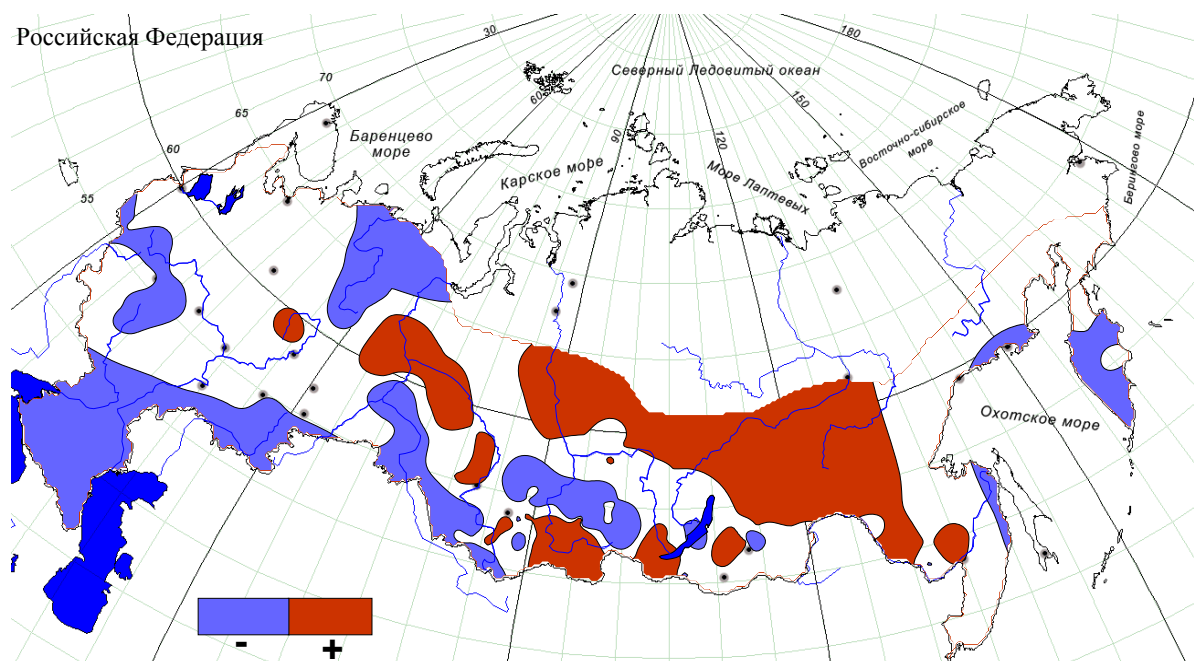 Российская Федерация
30
180
Северный Ледовитый океан
70
60
150
65
Баренцево
море
90
120
Восточно-сибирское
море
Берингово море
60
Карское море
Море Лаптевых
55
Охотское море
-
+